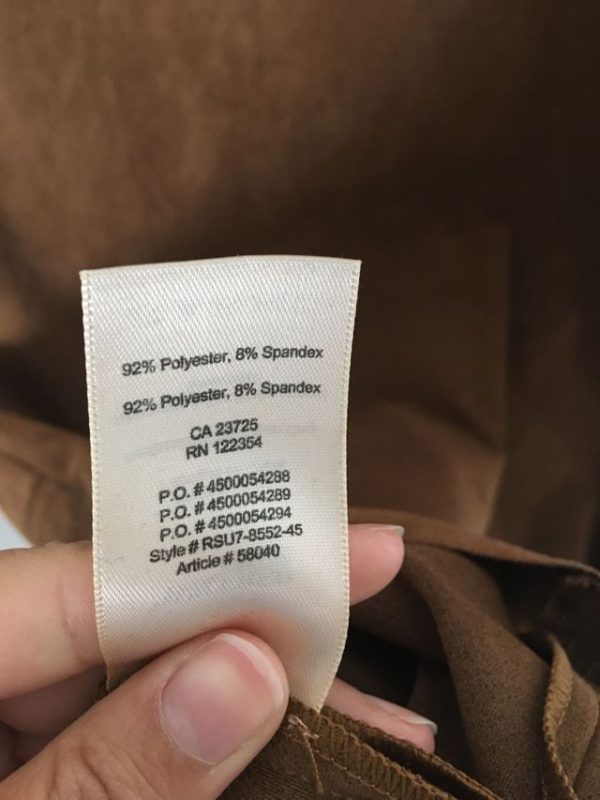 92% Polyester, 8% Spandex
92% Polyester, 8% Spandex
CA 23725
RN 122354
P.O. # 4500054288
P.O. # 4500054289
P.O. # 4500054294
Style # RSU7-8552-45
Article # 58040